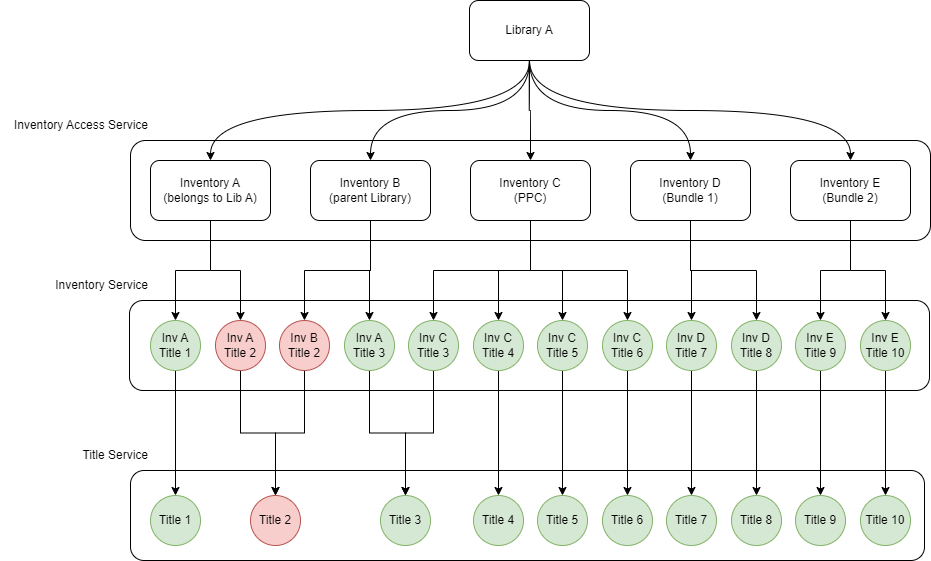 Library A
Inventory Access Service
Inventory A
(belongs to Lib A)
Inventory B
(parent Library)
Inventory C
(PPC)
Inventory D
(Bundle 1)
Inventory E
(Bundle 2)
Inventory Service
Inv A
Title 1
Inv A
Title 2
Inv B
Title 2
Inv A
Title 3
Inv C
Title 3
Inv C
Title 4
Inv C
Title 5
Inv C
Title 6
Inv D
Title 7
Inv D
Title 8
Inv E
Title 9
Inv E
Title 10
Title Service
Title 1
Title 2
Title 3
Title 4
Title 5
Title 6
Title 7
Title 8
Title 9
Title 10